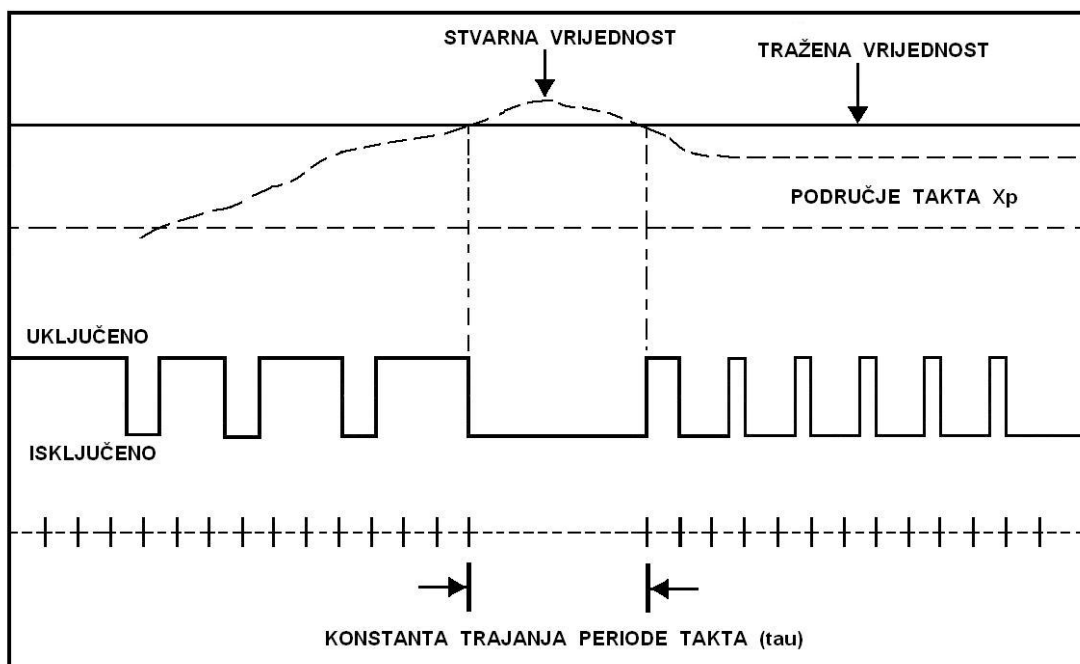 STVARNA VRIJEDNOST
TRAŽENA VRIJEDNOST
PODRUČJE TAKTA Xp
UKLJUČENO
ISKLJUČENO
KONSTANTA TRAJANJA PERIODE TAKTA (tau)